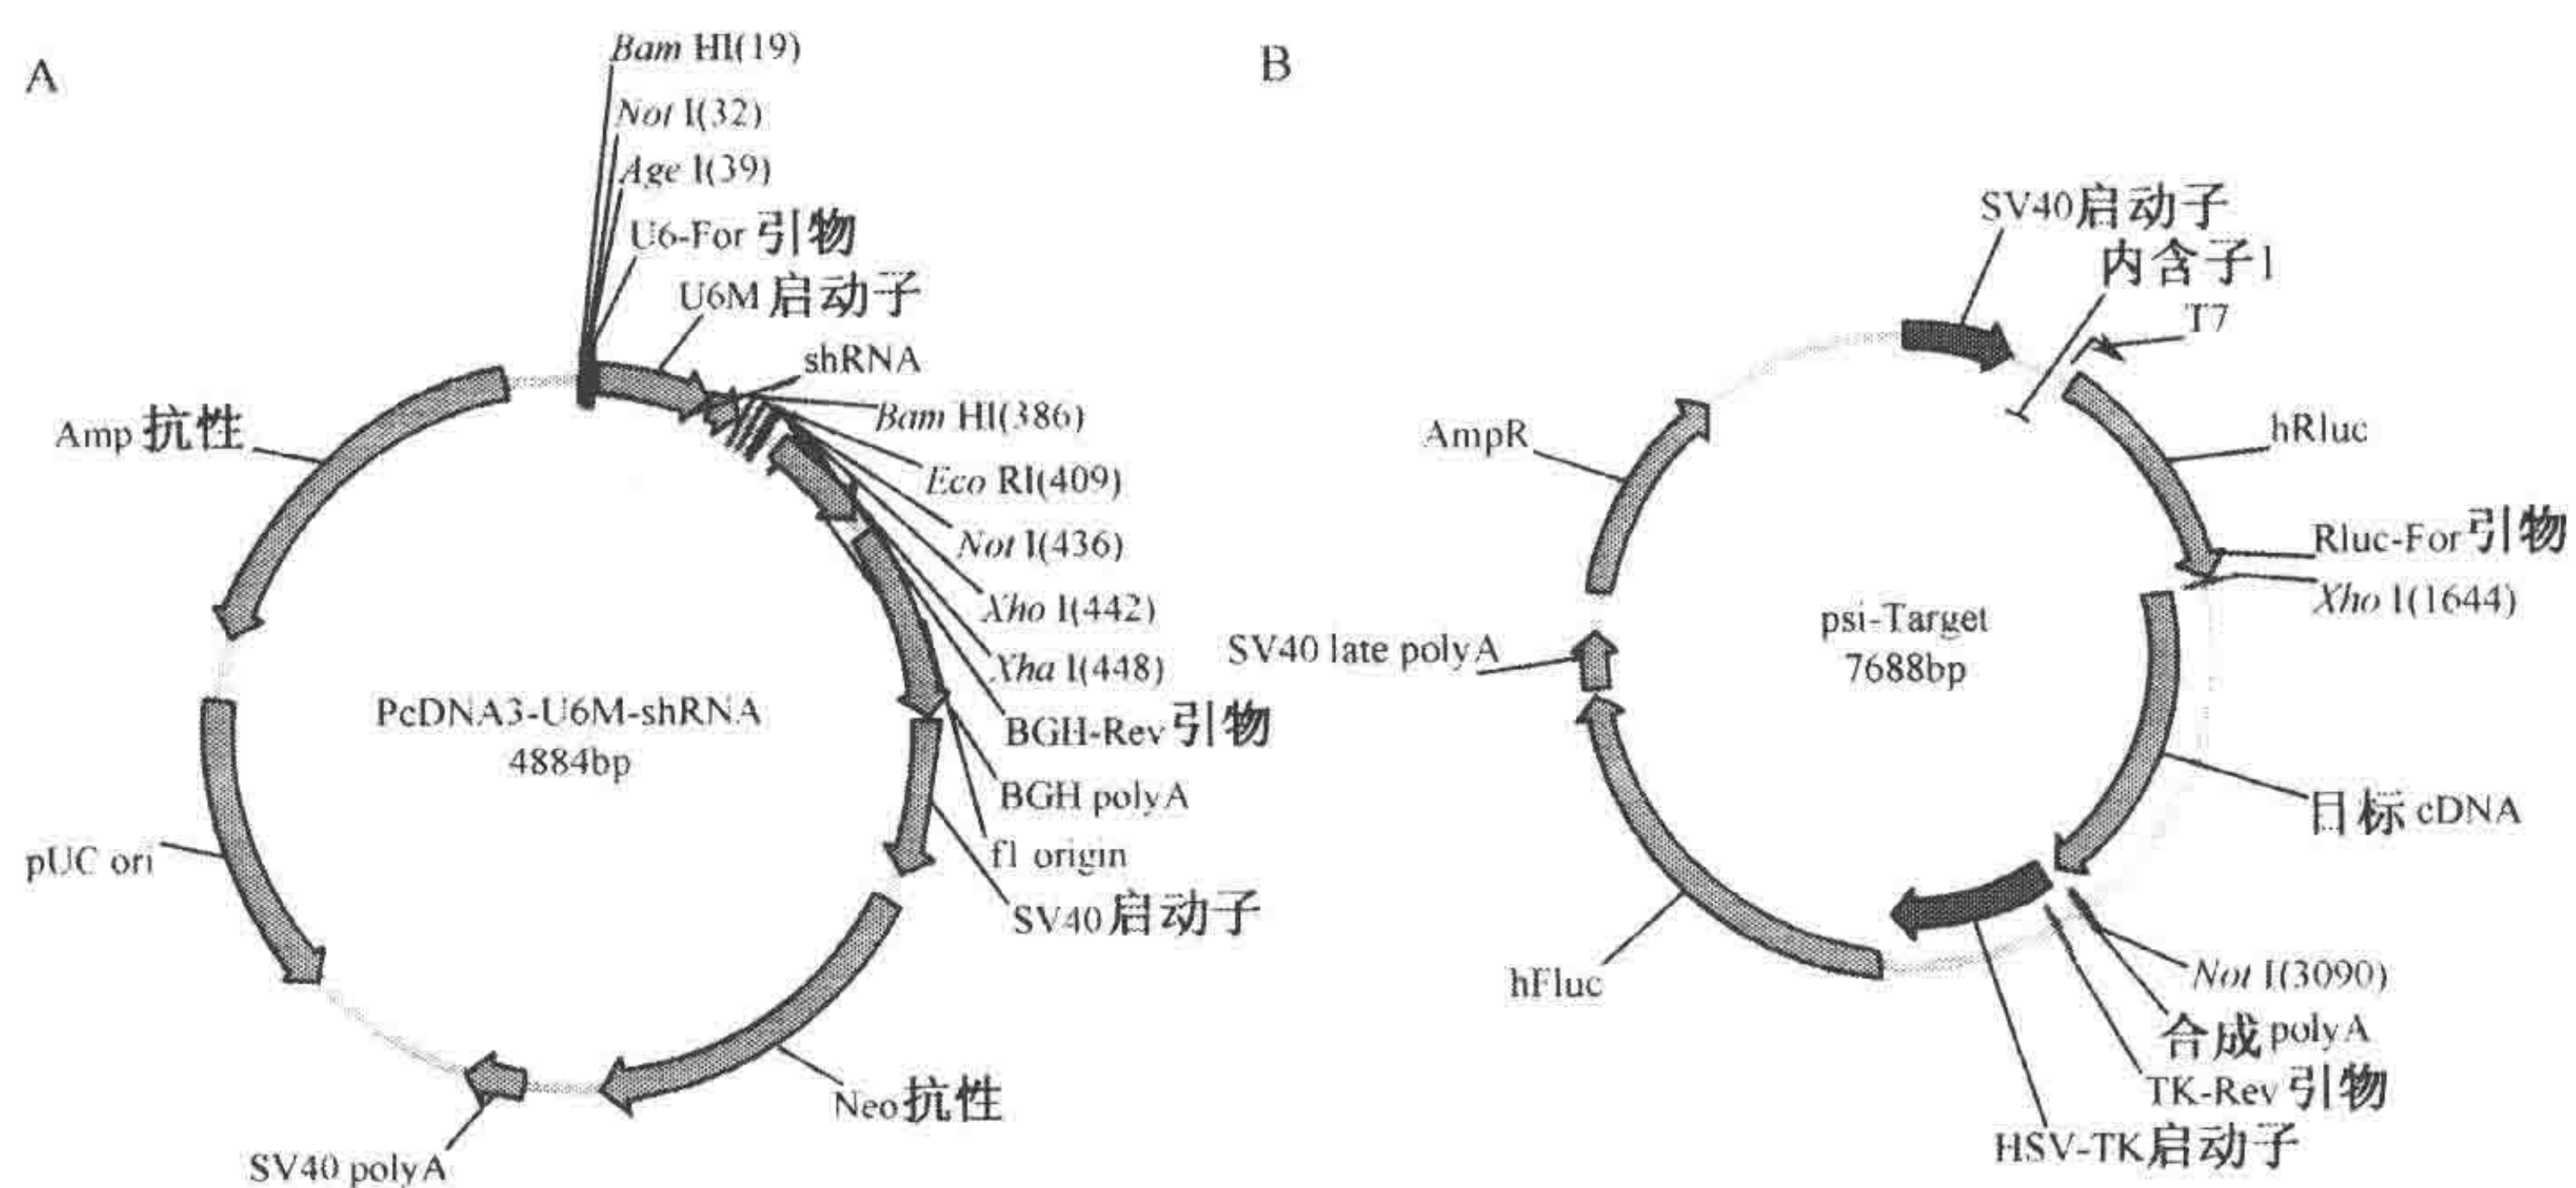 A
Bam HI(19)
Not I(32)
Age I(39)
U6-For 引物
U6M 启动子
shRNA
Bam HI(386)
Eco RI(409)
Not I(436)
Xho I(442)
Xha I(448)
BGH-Rev 引物
BGH polyA
f1 origin
SV40 启动子
Neo 抗性
SV40 polyA
pUC ori
Amp 抗性
PcDNA3-U6M-shRNA
4884bp
B
SV40 启动子
内含子1
T7
hRluc
Rluc-For 引物
Xho I(1644)
目标 cDNA
Not I(3090)
合成 polyA
TK-Rev 引物
HSV-TK 启动子
hFluc
SV40 late polyA
AmpR
psi-Target
7688bp